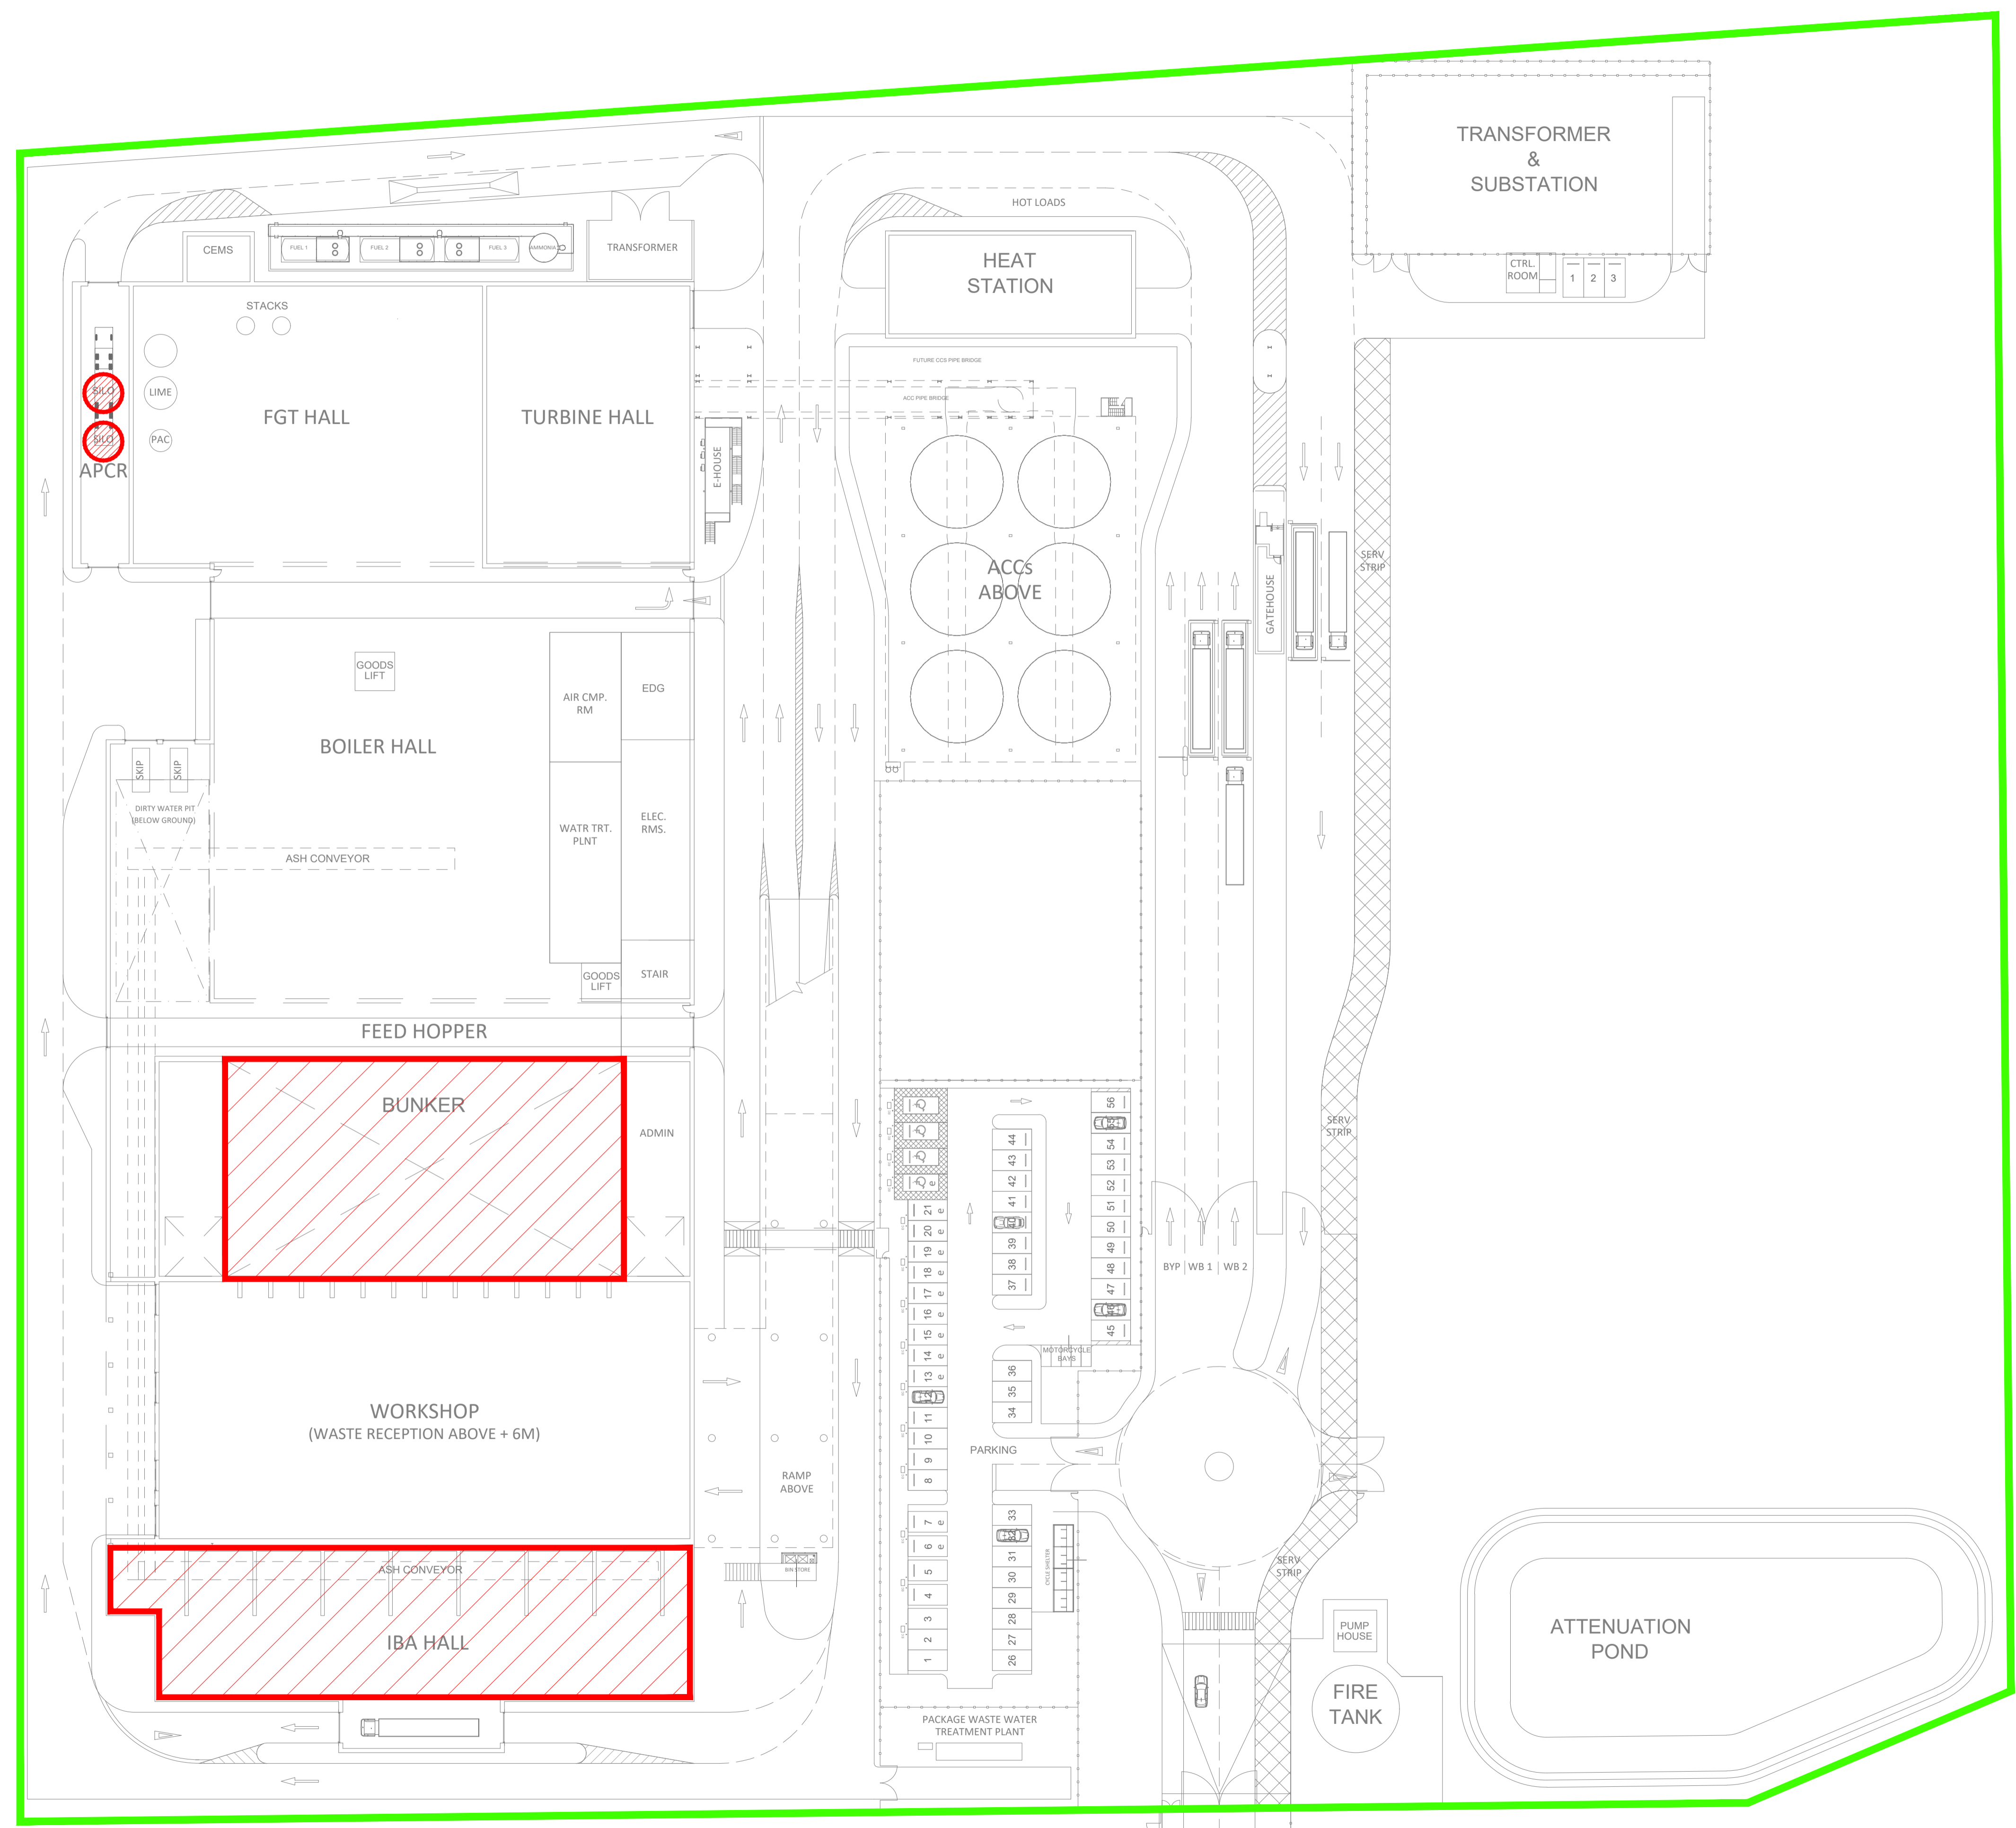 TRANSFORMER
&
SUBSTATION
HOT LOADS
CEMS
FUEL 1
FUEL 2
FUEL 3
AMMONIA
TRANSFORMER
HEAT
STATION
CTRL.
ROOM
1
2
3
STACKS
FUTURE CCS PIPE BRIDGE
SILO
LIME
ACC PIPE BRIDGE
FGT HALL
TURBINE HALL
SILO
PAC
APCR
E-HOUSE
ACCs
ABOVE
SERV
STRIP
GATEHOUSE
GOODS
LIFT
EDG
AIR CMP.
RM
BOILER HALL
SKIP
SKIP
DIRTY WATER PIT
(BELOW GROUND)
ELEC.
RMS.
WATR TRT.
PLNT
ASH CONVEYOR
GOODS
LIFT
STAIR
FEED HOPPER
BUNKER
ADMIN
SERV
STRIP
56
54
53
52
51
50
49
48
47
45
44
43
42
41
40
39
38
37
e
21 e
20 e
19 e
18 e
17 e
16 e
15 e
14 e
13 e
12
11
10
9
8
BYP
WB 1
WB 2
MOTORCYCLE
BAYS
36
35
34
WORKSHOP
(WASTE RECEPTION ABOVE + 6M)
PARKING
RAMP
ABOVE
7 e
6 e
5
4
3
2
1
33
32
31
30
29
28
27
26
CYCLE SHELTER
BIN STORE
ASH CONVEYOR
SERV
STRIP
IBA HALL
PUMP
HOUSE
ATTENUATION
POND
FIRE
TANK
PACKAGE WASTE WATER
TREATMENT PLANT